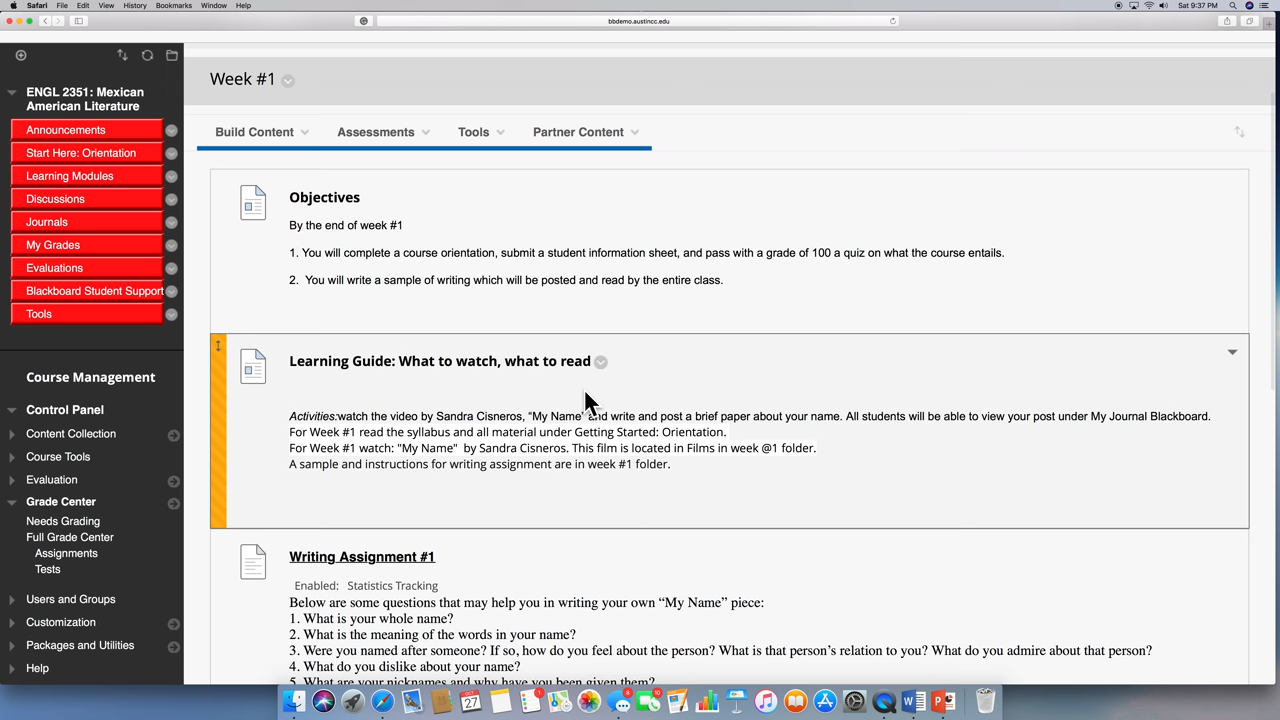 Safari File Edit View History Bookmarks Window Help
Sat 9:37 PM
bbdemo.austincc.edu
ENGL 2351: Mexican
American Literature
Announcements
Start Here: Orientation
Learning Modules
Discussions
Journals
My Grades
Evaluations
Blackboard Student Support
Tools
Course Management
Control Panel
Content Collection
Course Tools
Evaluation
Grade Center
Needs Grading
Full Grade Center
Assignments
Tests
Users and Groups
Customization
Packages and Utilities
Help
Week #1
Build Content Assessments Tools Partner Content
Objectives
By the end of week #1
1. You will complete a course orientation, submit a student information sheet, and pass with a grade of 100 a quiz on what the course entails.
2. You will write a sample of writing which will be posted and read by the entire class.
Learning Guide: What to watch, what to read
Activities:watch the video by Sandra Cisneros, "My Name" and write and post a brief paper about your name. All students will be able to view your post under My Journal Blackboard.
For Week #1 read the syllabus and all material under Getting Started: Orientation.
For Week #1 watch: "My Name" by Sandra Cisneros. This film is located in Films in week @1 folder.
A sample and instructions for writing assignment are in week #1 folder.
Writing Assignment #1
Enabled: Statistics Tracking
Below are some questions that may help you in writing your own “My Name” piece:
1. What is your whole name?
2. What is the meaning of the words in your name?
3. Were you named after someone? If so, how do you feel about the person? What is that person’s relation to you? What do you admire about that person?
4. What do you dislike about your name?
5. What are your nicknames and why have you been given them?